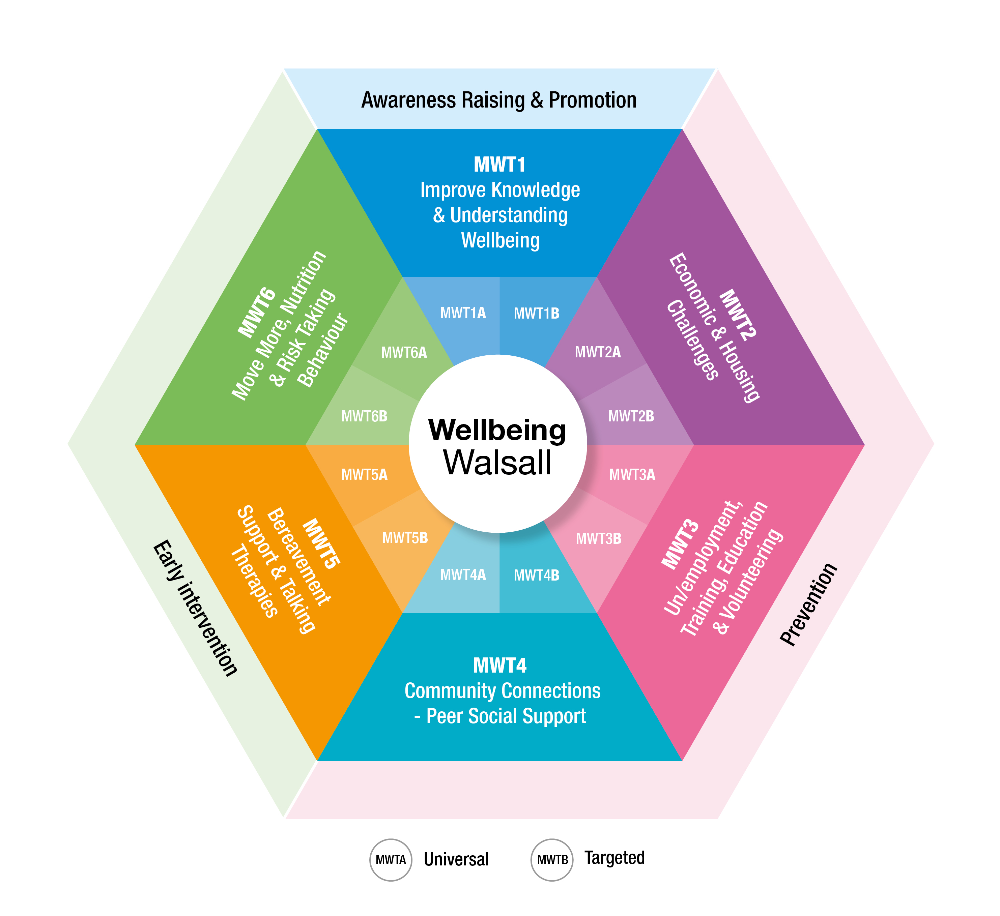 Awareness Raising & Promotion
MWT1
Improve Knowledge
& Understanding
Wellbeing
MWT1A
MWT1B
MWT2
Economic & Housing
Challenges
MWT2A
MWT2B
MWT3
Un/employment,
Training, Education
& Volunteering
MWT3A
MWT3B
Prevention
MWT4
Community Connections
- Peer Social Support
MWT4A
MWT4B
MWT5
Bereavement
Support & Talking
Therapies
MWT5A
MWT5B
Early intervention
MWT6
Move More, Nutrition
& Risk Taking
Behaviour
MWT6A
MWT6B
Wellbeing
Walsall
MWTA
Universal
MWTB
Targeted